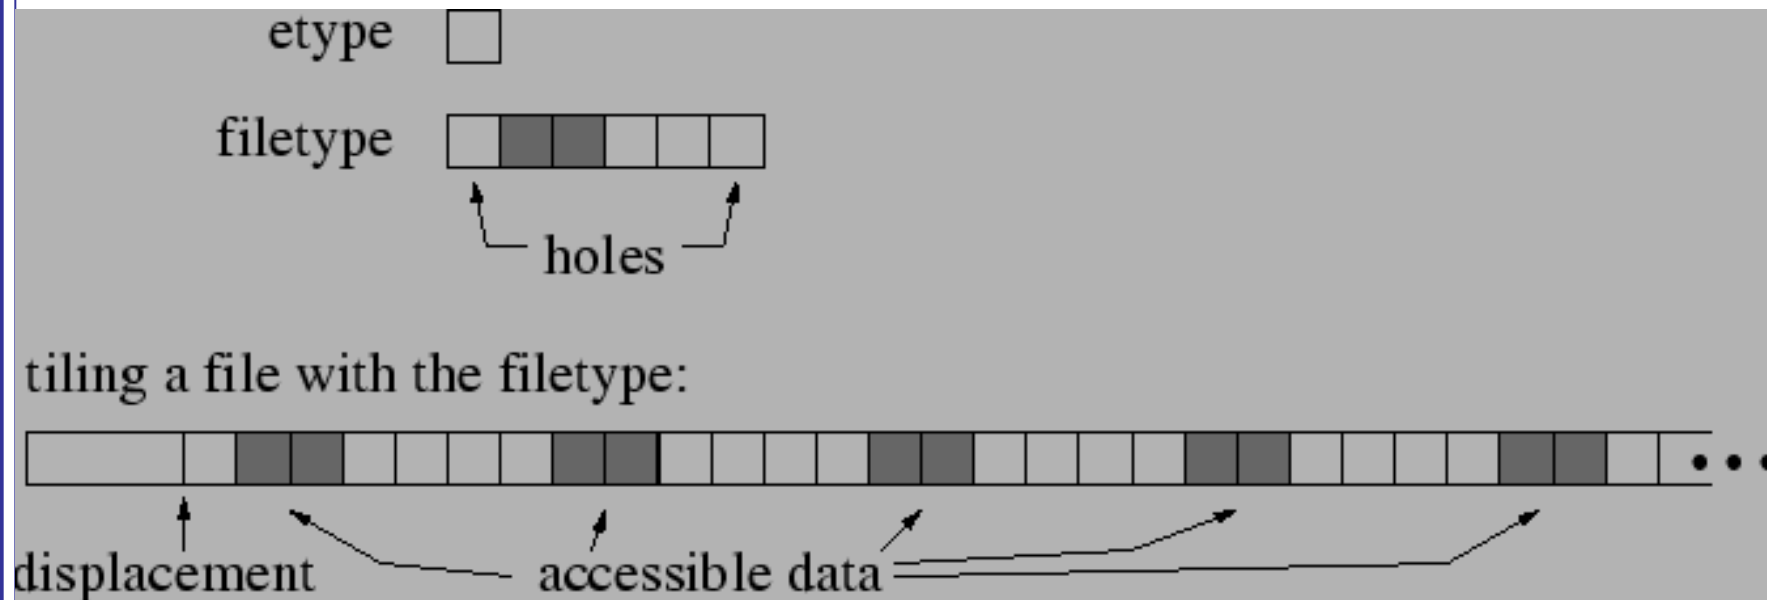 etype
filetype
holes
tiling a file with the filetype:
displacement
accessible data